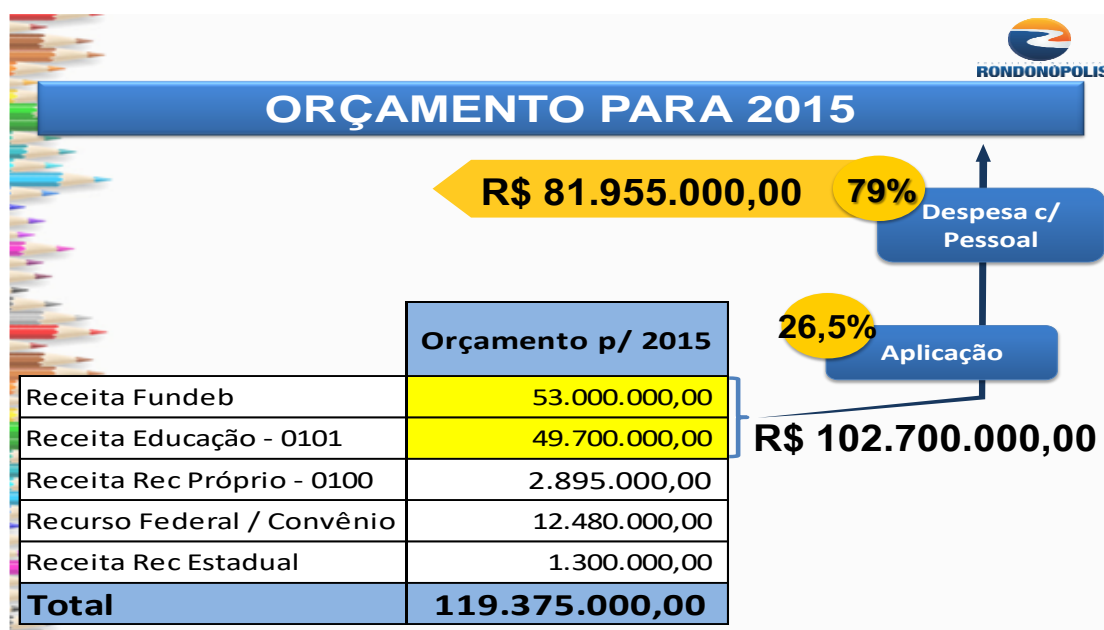 RONDONÓPOLIS
ORÇAMENTO PARA 2015
R$ 81.955.000,00 79%
Despesa c/
Pessoal
26,5%
Aplicação
Orçamento p/ 2015
Receita Fundeb 53.000.000,00
Receita Educação - 0101 49.700.000,00
R$ 102.700.000,00
Receita Rec Próprio - 0100 2.895.000,00
Recurso Federal / Convênio 12.480.000,00
Receita Rec Estadual 1.300.000,00
Total 119.375.000,00